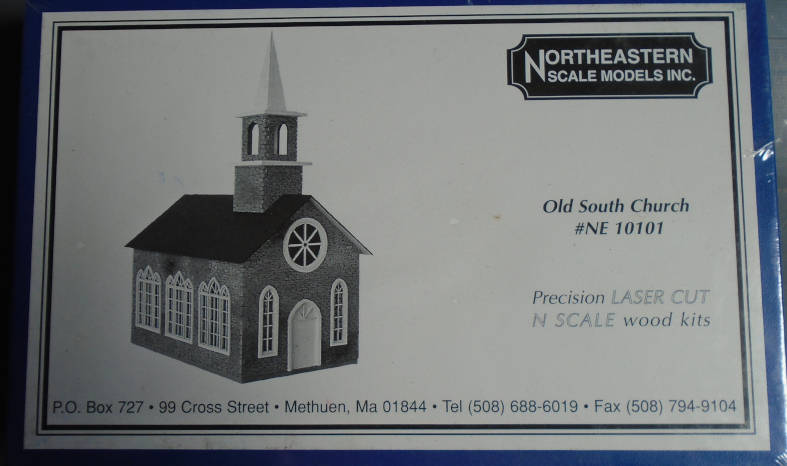 NORTHEASTERN
SCALE MODELS INC.
Old South Church
#NE 10101
Precision LASER CUT
N SCALE wood kits
P.O. Box 727 • 99 Cross Street • Methuen, Ma 01844 • Tel (508) 688-6019 • Fax (508) 794-9104